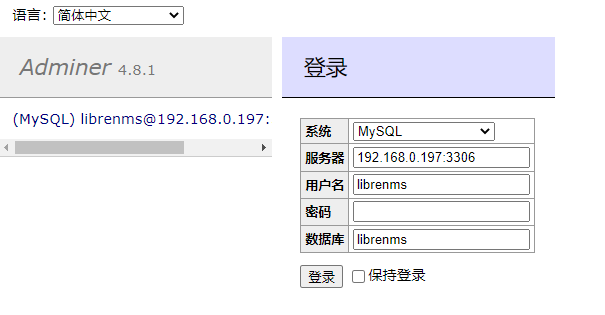 语言: 简体中文
Adminer 4.8.1
(MySQL) librenms@192.168.0.197:
登录
系统 MySQL
服务器 192.168.0.197:3306
用户名 librenms
密码
数据库 librenms
登录 保持登录